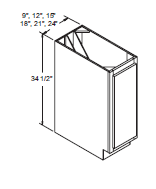 9", 12", 15"
18", 21", 24"
34 1/2"